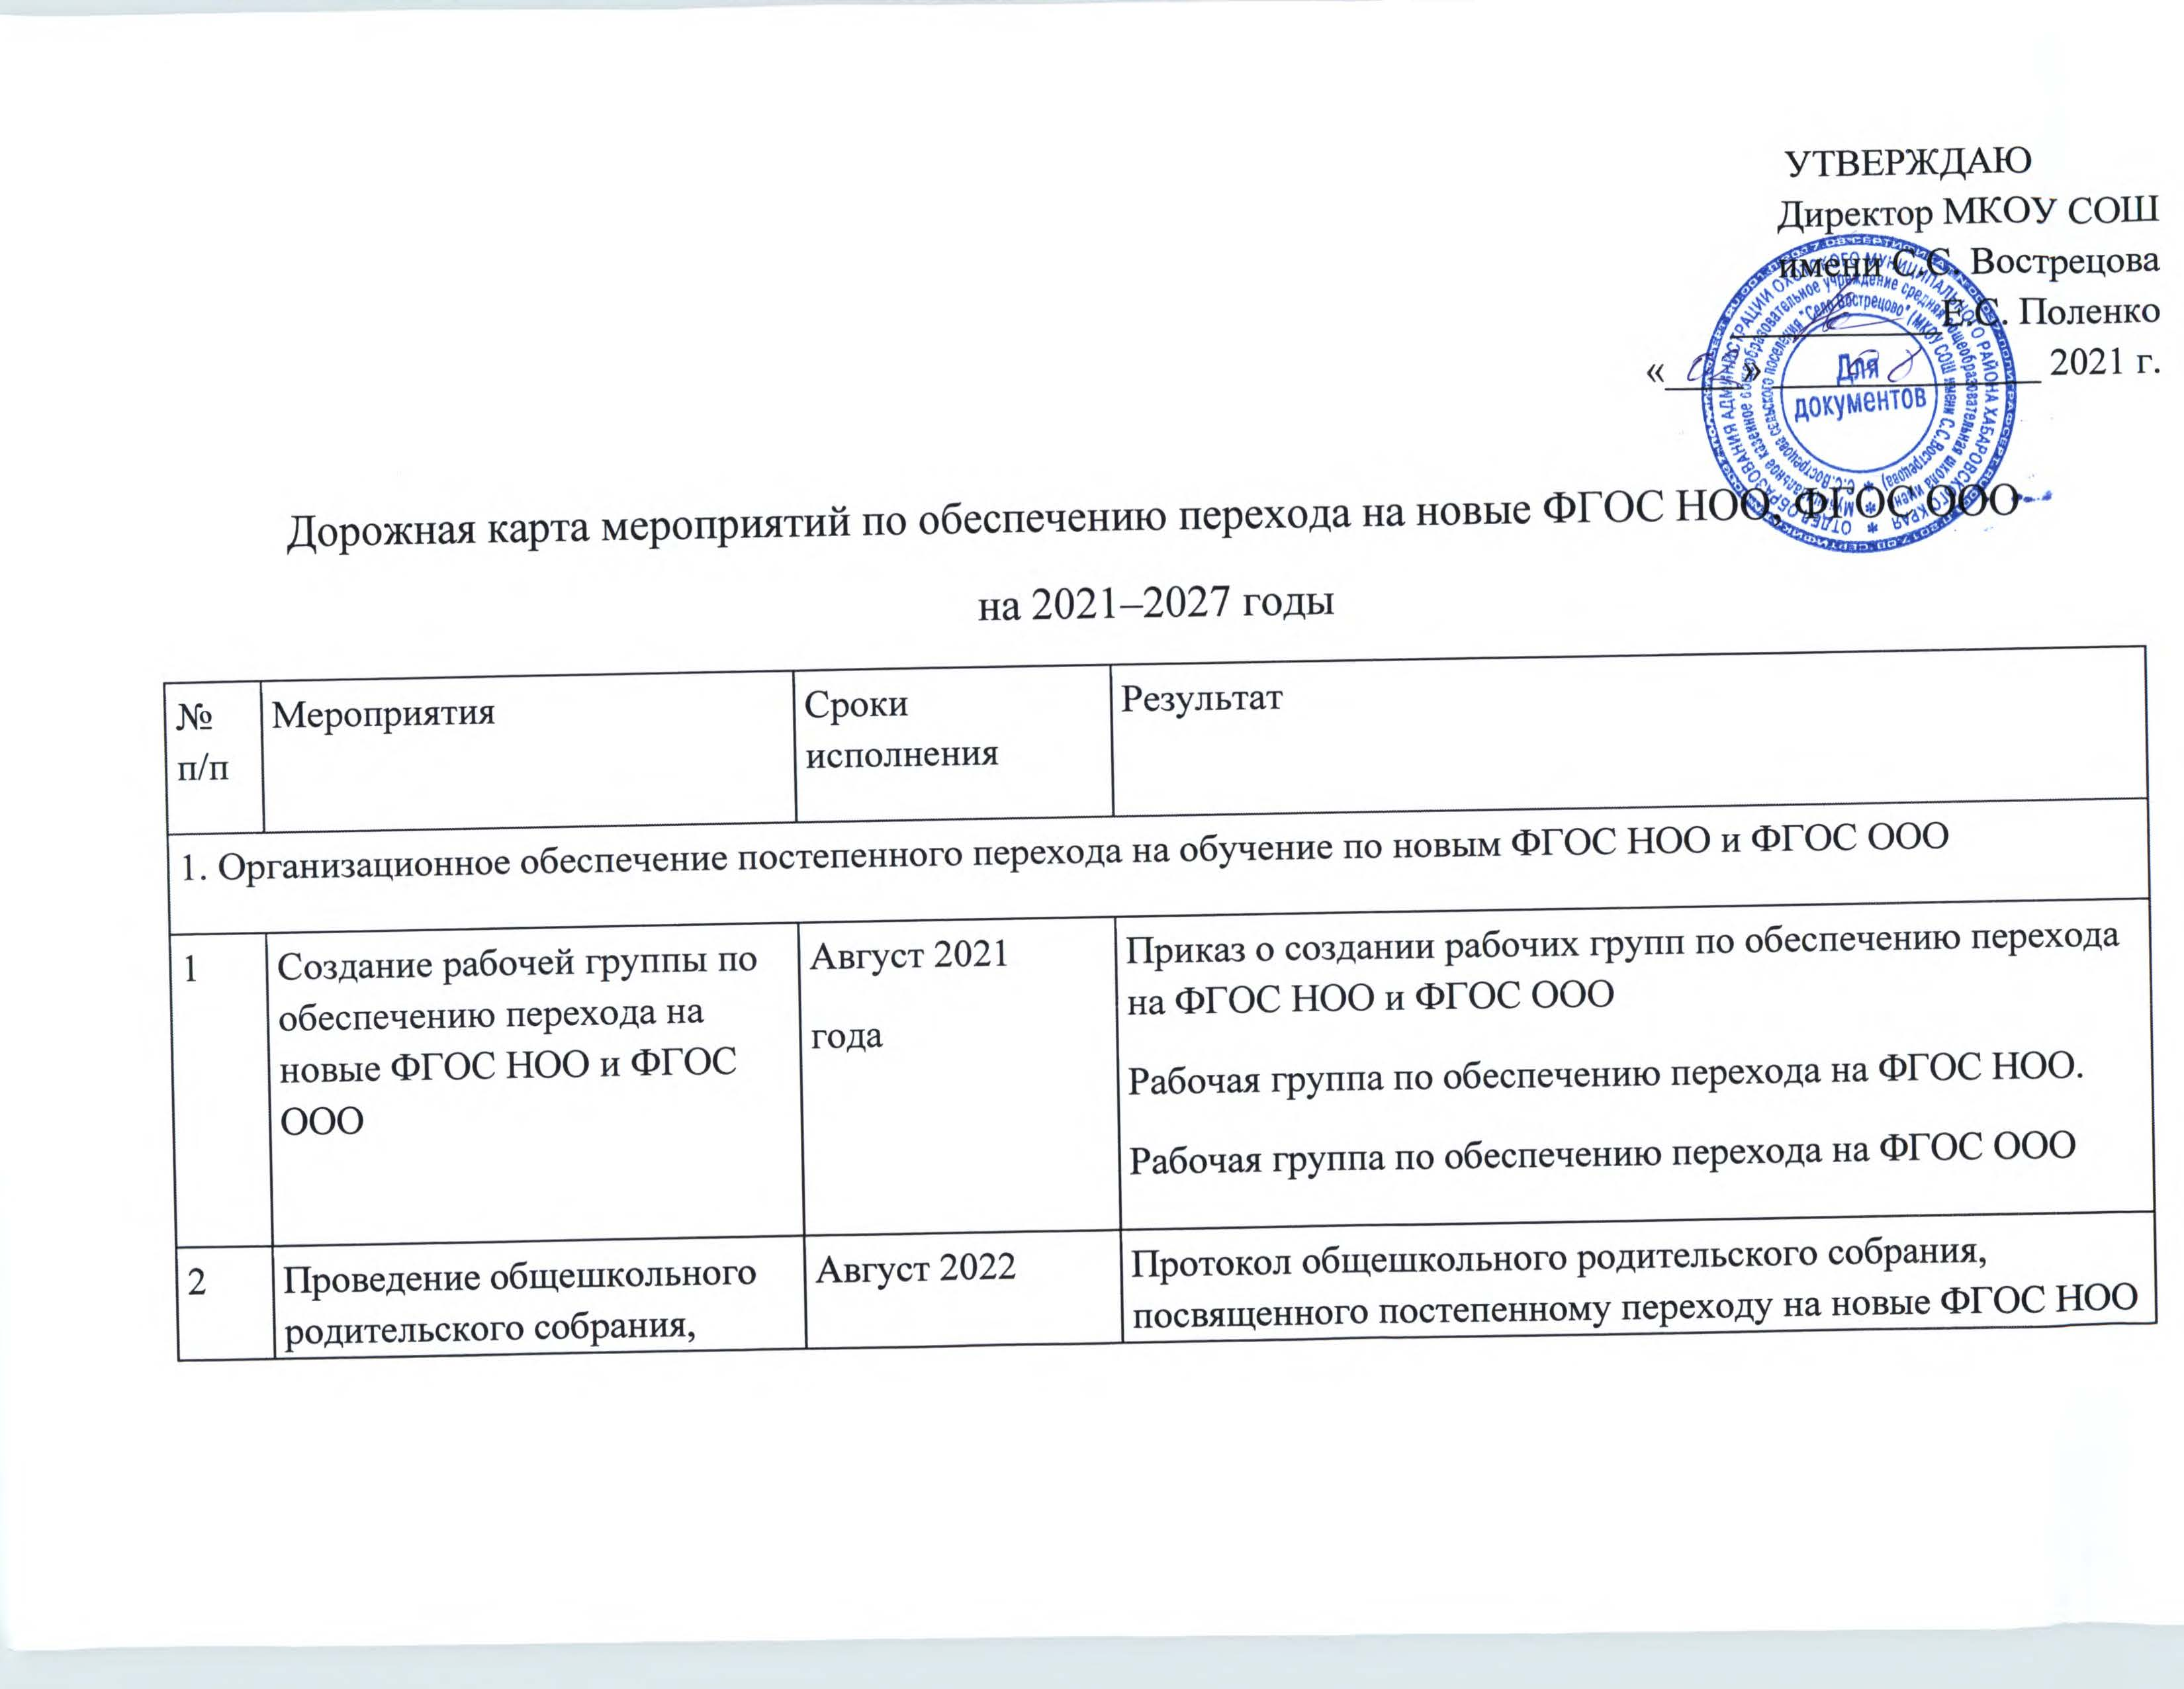 УТВЕРЖДАЮ
Директор МКОУ СОШ
имени С.С. Вострецова
Е.С. Поленко
«____» ____ 2021 г.
Для
документов
Дорожная карта мероприятий по обеспечению перехода на новые ФГОС НОО, ФГОС ООО
на 2021–2027 годы
№
п/п
Мероприятия
Сроки
исполнения
Результат
1. Организационное обеспечение постепенного перехода на обучение по новым ФГОС НОО и ФГОС ООО
1
Создание рабочей группы по
обеспечению перехода на
новые ФГОС НОО и ФГОС
ООО
Август 2021
года
Приказ о создании рабочих групп по обеспечению перехода
на ФГОС НОО и ФГОС ООО
Рабочая группа по обеспечению перехода на ФГОС НОО.
Рабочая группа по обеспечению перехода на ФГОС ООО
2
Проведение общешкольного
родительского собрания,
Август 2022
Протокол общешкольного родительского собрания,
посвященного постепенному переходу на новые ФГОС НОО